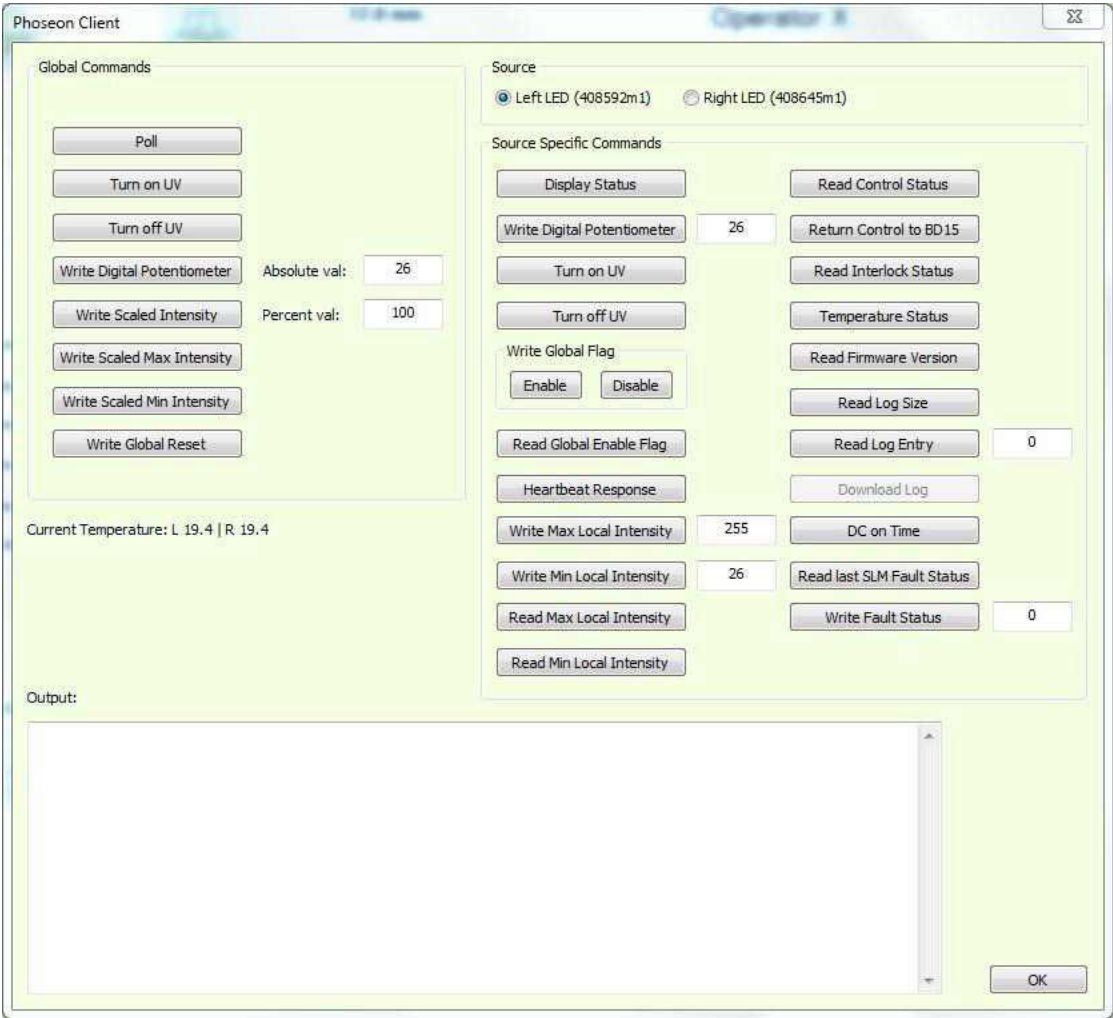 Phoseon Client
Operator X
Global Commands
Poll
Turn on UV
Turn off UV
Write Digital Potentiometer Absolute val: 26
Write Scaled Intensity Percent val: 100
Write Scaled Max Intensity
Write Scaled Min Intensity
Write Global Reset
Current Temperature: L 19.4 | R 19.4
Source
Left LED (408592m1) Right LED (408645m1)
Source Specific Commands
Display Status
Write Digital Potentiometer 26
Turn on UV
Turn off UV
Write Global Flag
Enable Disable
Read Global Enable Flag
Heartbeat Response
Write Max Local Intensity 255
Write Min Local Intensity 26
Read Max Local Intensity
Read Min Local Intensity
Read Control Status
Return Control to BD15
Read Interlock Status
Temperature Status
Read Firmware Version
Read Log Size
Read Log Entry 0
Download Log
DC on Time
Read last SLM Fault Status
Write Fault Status 0
Output:
OK